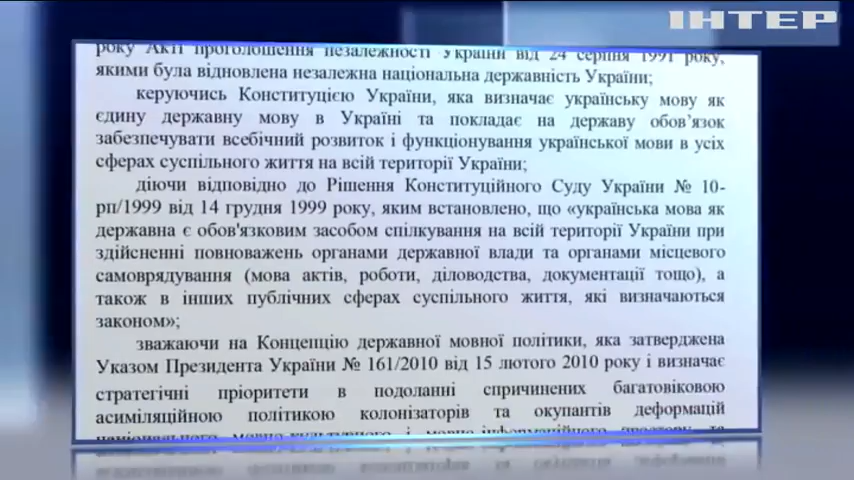 ІНТЕР
року Акті проголошення незалежності України від 24 серпня 1991 року,
якими була відновлена незалежна національна державність України;
керуючись Конституцією України, яка визначає українську мову як
єдину державну мову в Україні та покладає на державу обов’язок
забезпечувати всебічний розвиток і функціонування української мови в усіх
сферах суспільного життя на всій території України;
діючи відповідно до Рішення Конституційного Суду України № 10-
рп/1999 від 14 грудня 1999 року, яким встановлено, що «українська мова як
державна є обов'язковим засобом спілкування на всій території України при
здійсненні повноважень органами державної влади та органами місцевого
самоврядування (мова актів, роботи, діловодства, документації тощо), а
також в інших публічних сферах суспільного життя, які визначаються
законом»;
зважаючи на Концепцію державної мовної політики, яка затверджена
Указом Президента України № 161/2010 від 15 лютого 2010 року і визначає
стратегічні пріоритети в подоланні спричинених багатовіковою
асиміляційною політикою колонізаторів та окупантів деформацій
національного мовно-культурного і мовно-інформаційного простору та